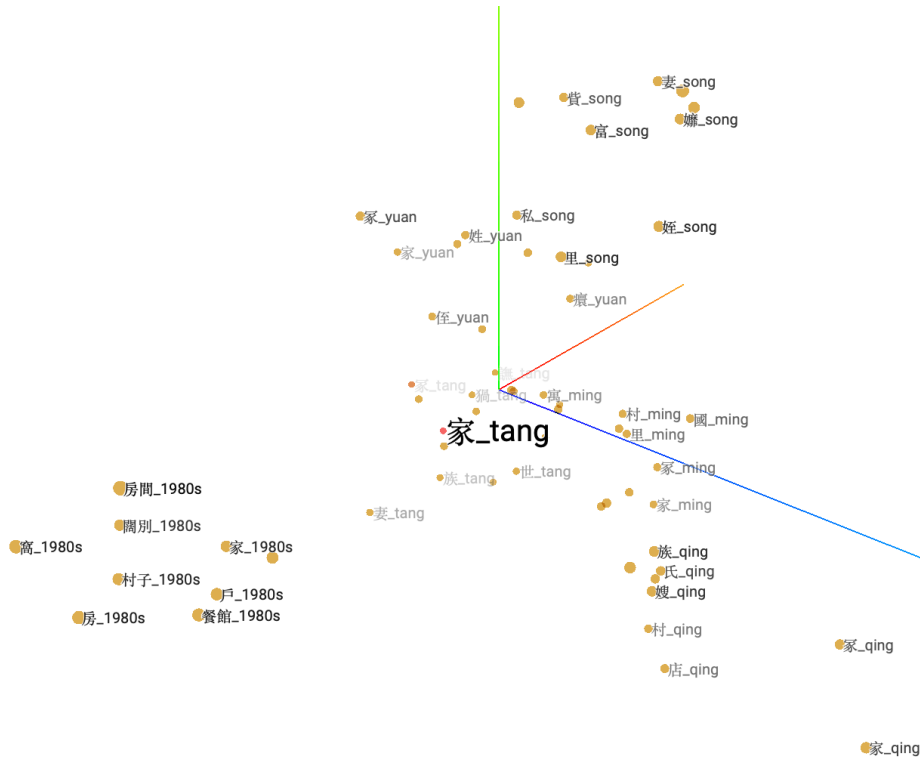 妻_song
貲_song
嫲_song
富_song
冢_yuan
私_song
姪_song
姓_yuan
家_yuan
里_song
癏_yuan
侄_yuan
冢_tang
猧_tang
寓_ming
村_ming
國_ming
家_tang
里_ming
冢_ming
族_tang
世_tang
房間_1980s
家_ming
妻_tang
闊別_1980s
窩_1980s
家_1980s
族_qing
氏_qing
村子_1980s
戶_1980s
嫂_qing
房_1980s
餐館_1980s
村_qing
冢_qing
店_qing
家_qing